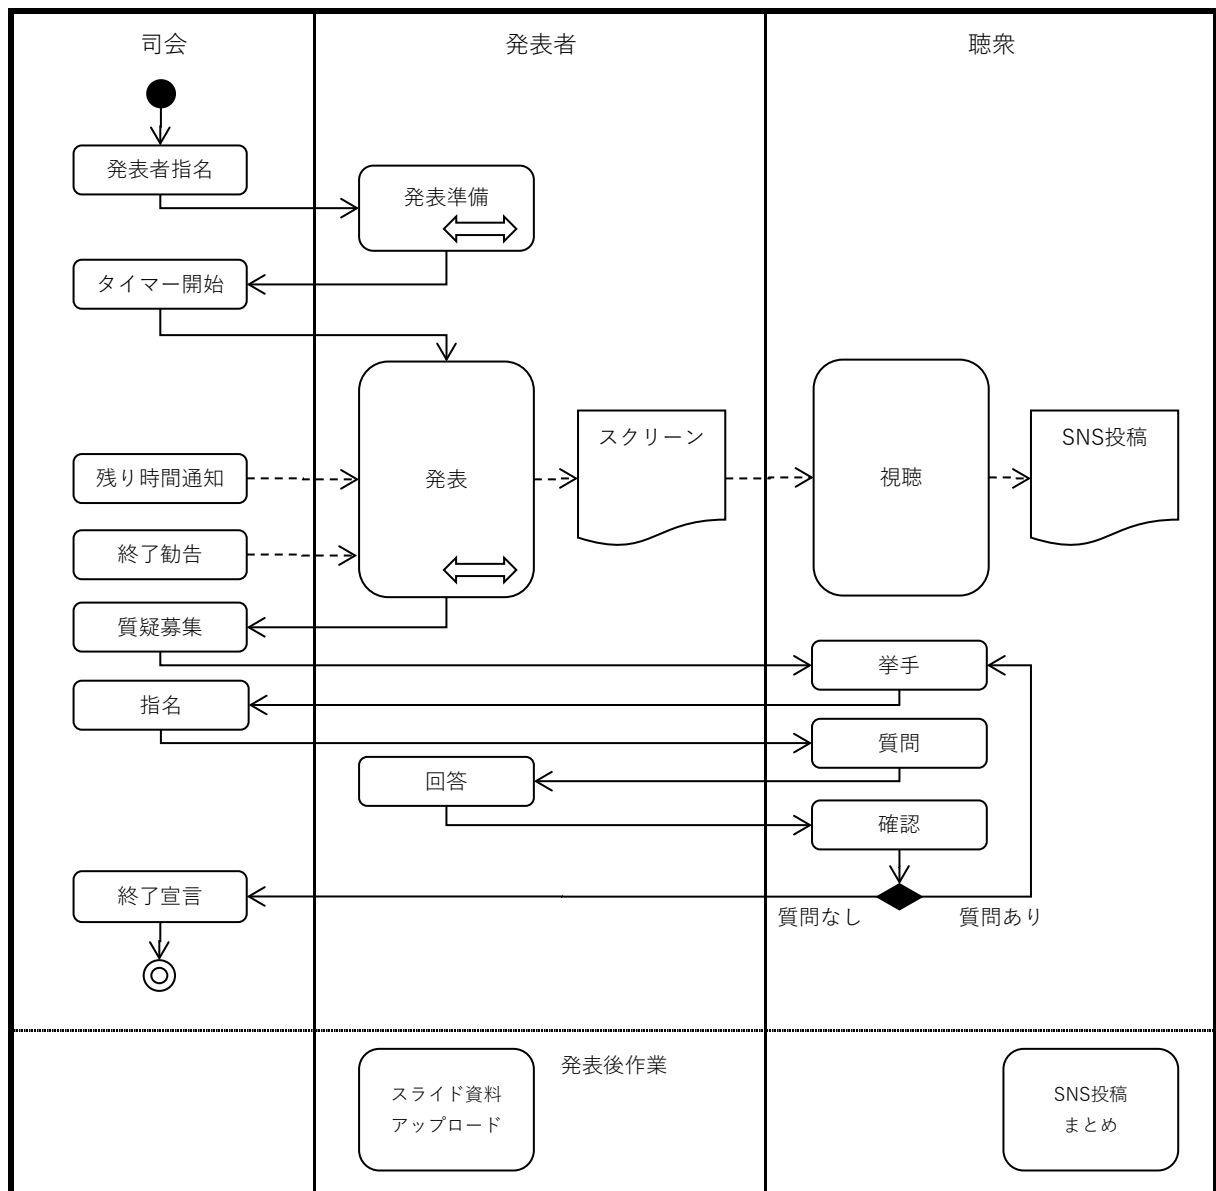 司会
発表者
聴衆
発表者指名
発表準備
タイマー開始
発表
スクリーン
視聴
SNS投稿
残り時間通知
終了勧告
質疑募集
挙手
指名
質問
回答
確認
終了宣言
質問なし
質問あり
発表後作業
スライド資料
アップロード
SNS投稿
まとめ